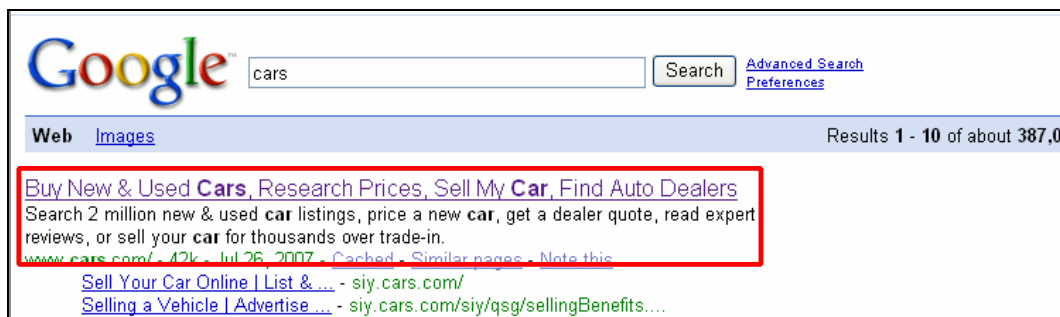 Google™ cars Search Advanced Search
Preferences
Web Images Results 1 - 10 of about 387,0
Buy New & Used Cars, Research Prices, Sell My Car, Find Auto Dealers
Search 2 million new & used car listings, price a new car, get a dealer quote, read expert
reviews, or sell your car for thousands over trade-in.
www.cars.com/ - 42k - Jul 26, 2007 - Cached - Similar pages - Note this
Sell Your Car Online | List & ... - siy.cars.com/
Selling a Vehicle | Advertise ... - siy.cars.com/siy/qsg/sellingBenefits....